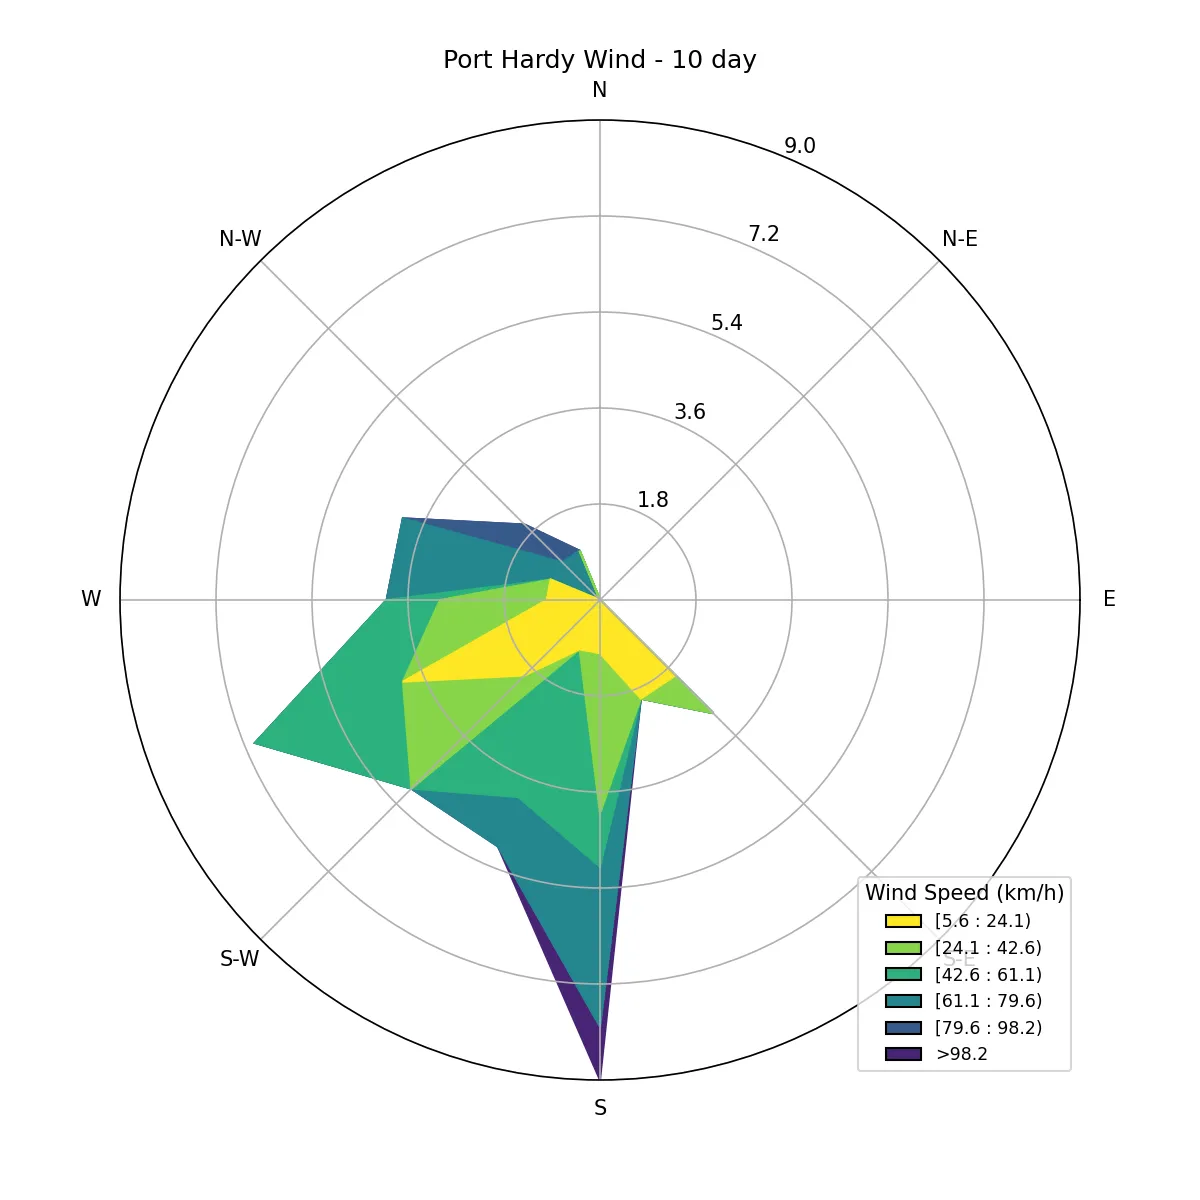 Port Hardy Wind - 10 day
N
9.0
N-W
N-E
7.2
5.4
3.6
1.8
W
E
S-W
S-E
S
Wind Speed (km/h)
[5.6 : 24.1)
[24.1 : 42.6)
[42.6 : 61.1)
[61.1 : 79.6)
[79.6 : 98.2)
>98.2